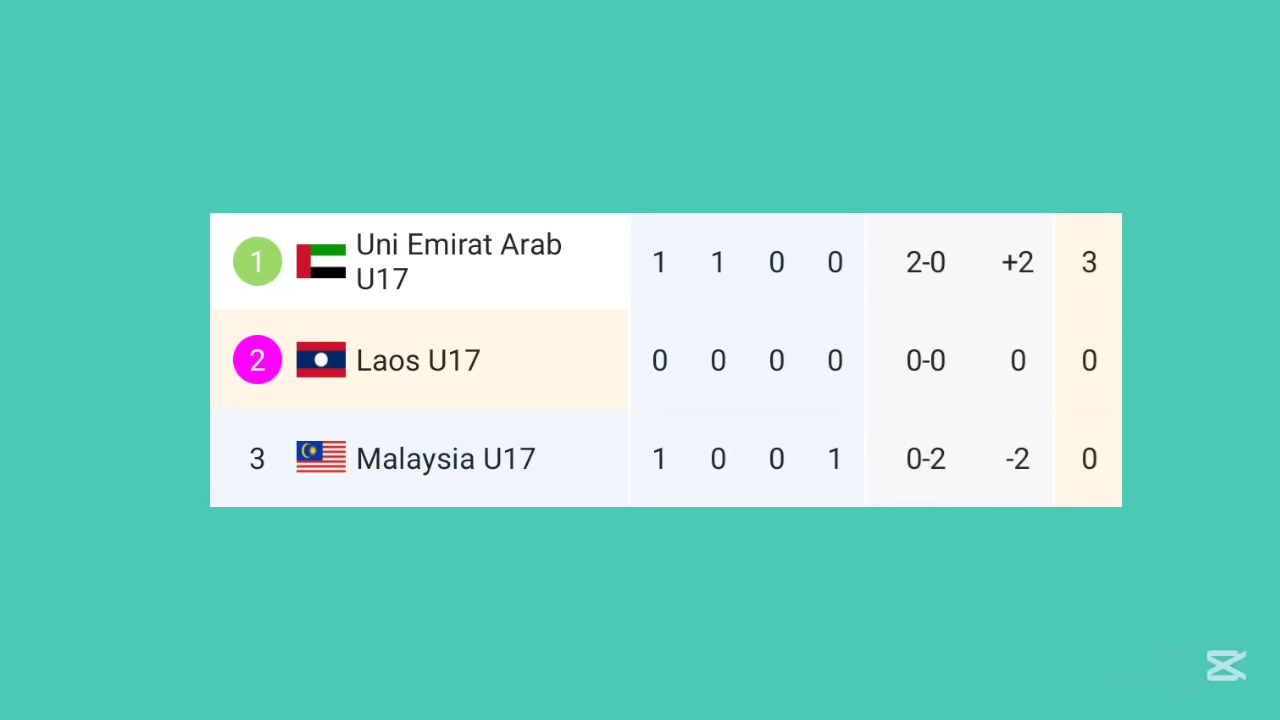 1 Uni Emirat Arab U17 1 1 0 0 2-0 +2 3
2 Laos U17 0 0 0 0 0-0 0 0
3 Malaysia U17 1 0 0 1 0-2 -2 0